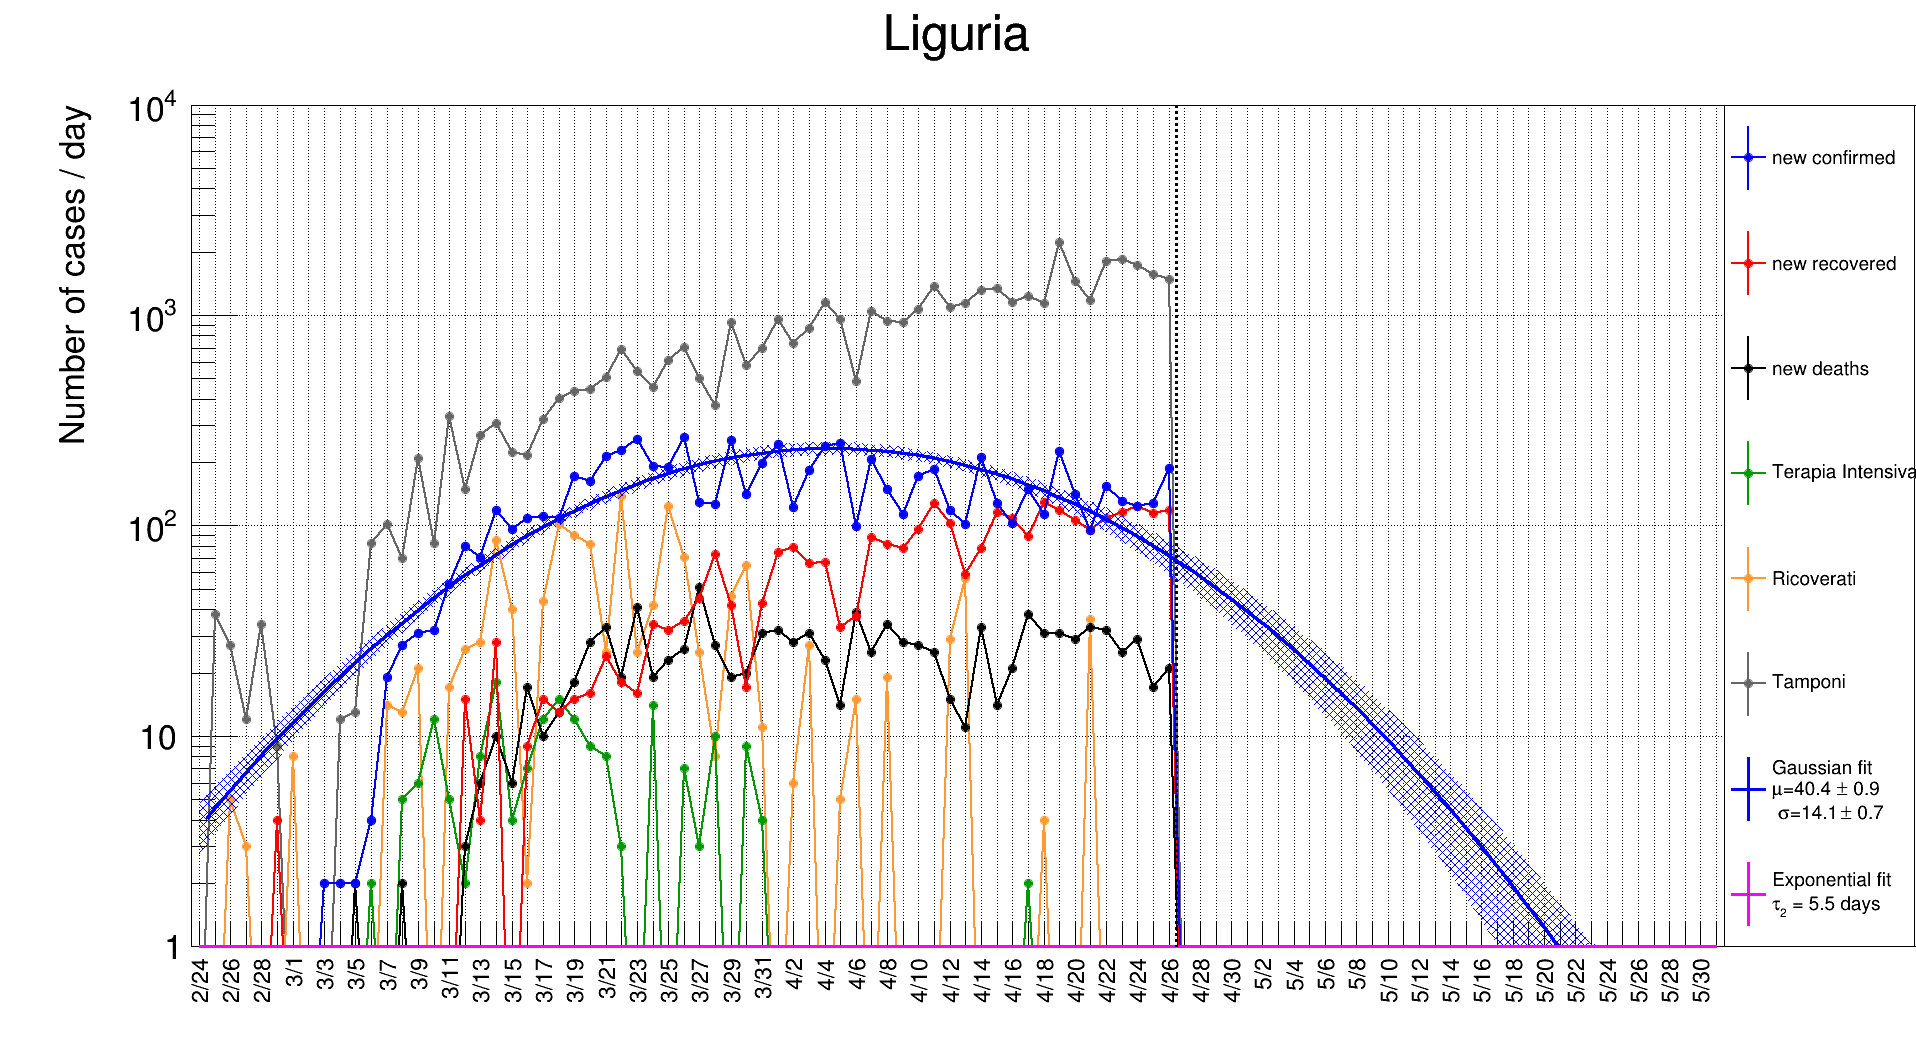 Liguria
Number of cases / day
10^4
10^3
10^2
10
1
2/24 2/26 2/28 3/1 3/3 3/5 3/7 3/9 3/11 3/13 3/15 3/17 3/19 3/21 3/23 3/25 3/27 3/29 3/31 4/2 4/4 4/6 4/8 4/10 4/12 4/14 4/16 4/18 4/20 4/22 4/24 4/26 4/28 4/30 5/2 5/4 5/6 5/8 5/10 5/12 5/14 5/16 5/18 5/20 5/22 5/24 5/26 5/28 5/30
new confirmed
new recovered
new deaths
Terapia Intensiva
Ricoverati
Tamponi
Gaussian fit
μ=40.4 ± 0.9
σ=14.1 ± 0.7
Exponential fit
τ₂ = 5.5 days